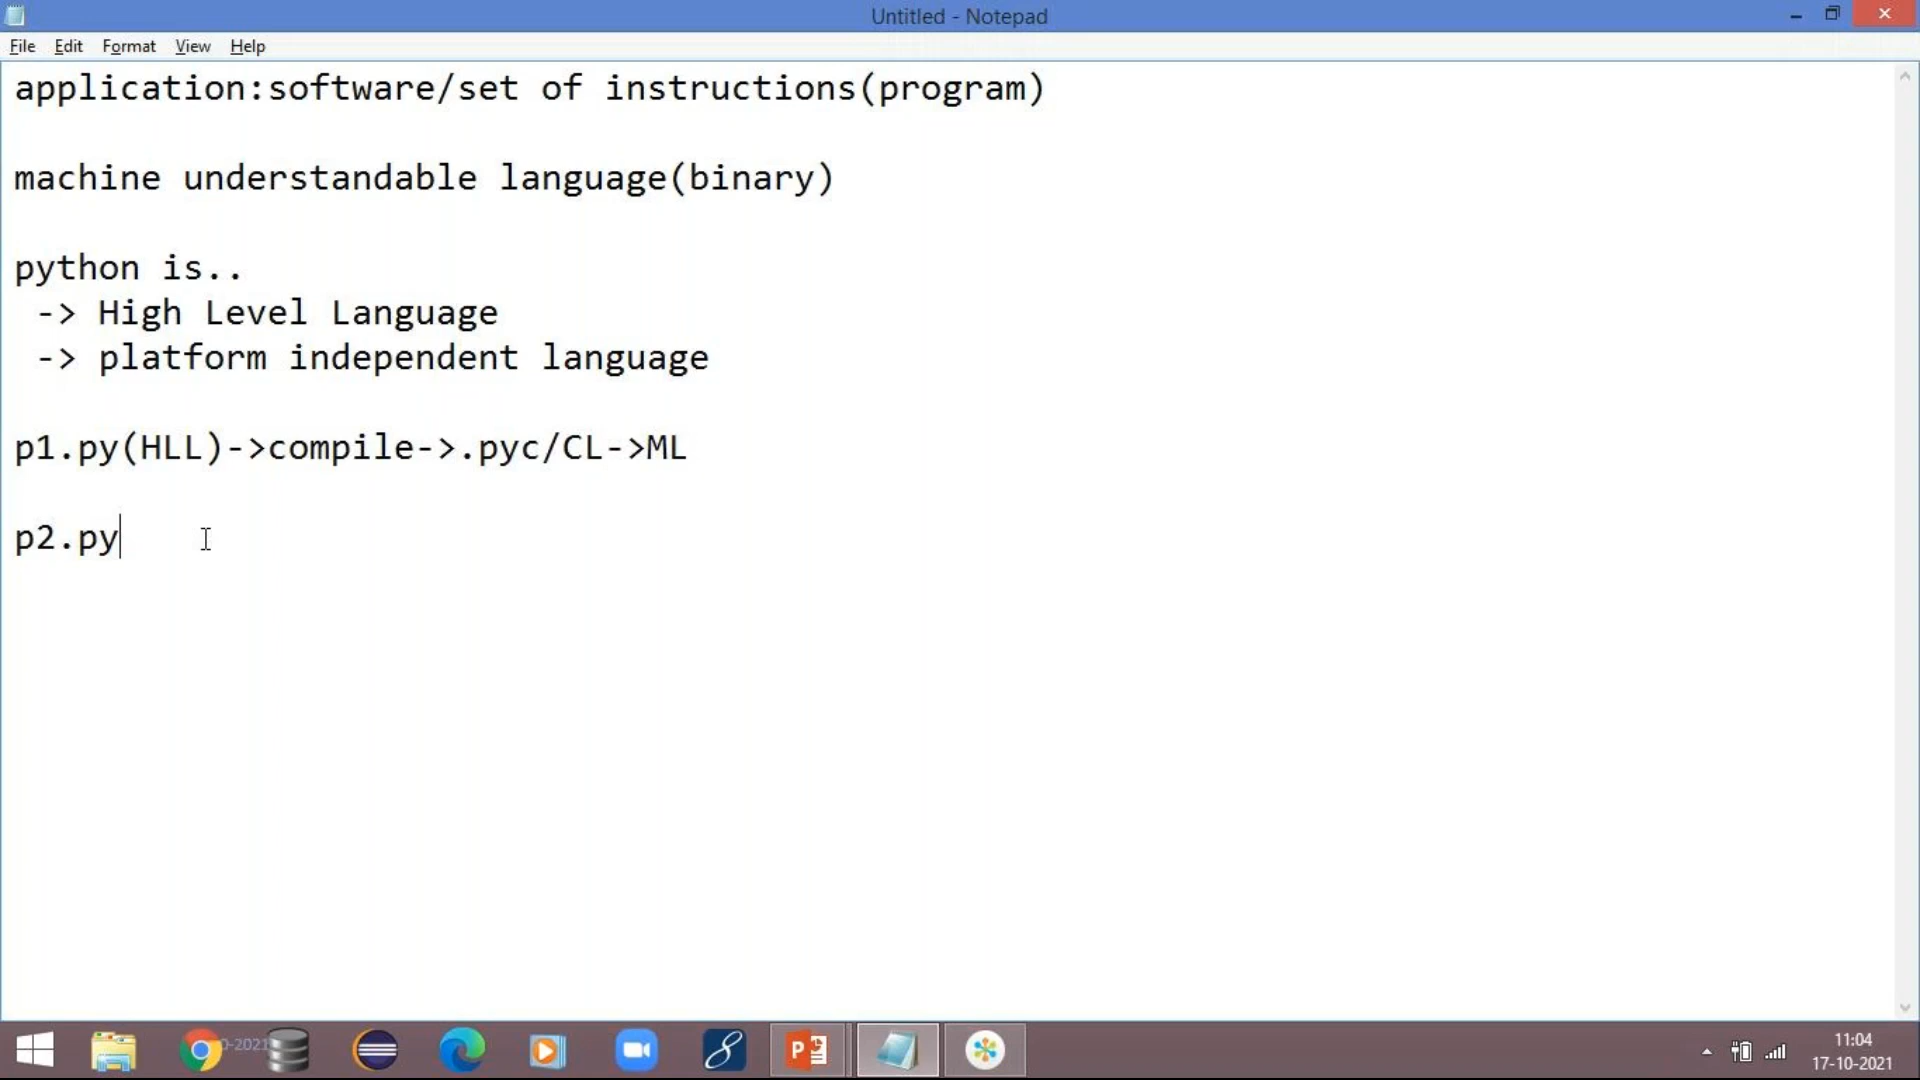 Untitled - Notepad
File Edit Format View Help
application:software/set of instructions(program)
machine understandable language(binary)
python is..
-> High Level Language
-> platform independent language
p1.py(HLL)->compile->.pyc/CL->ML
p2.py
0-2021
11:04
17-10-2021